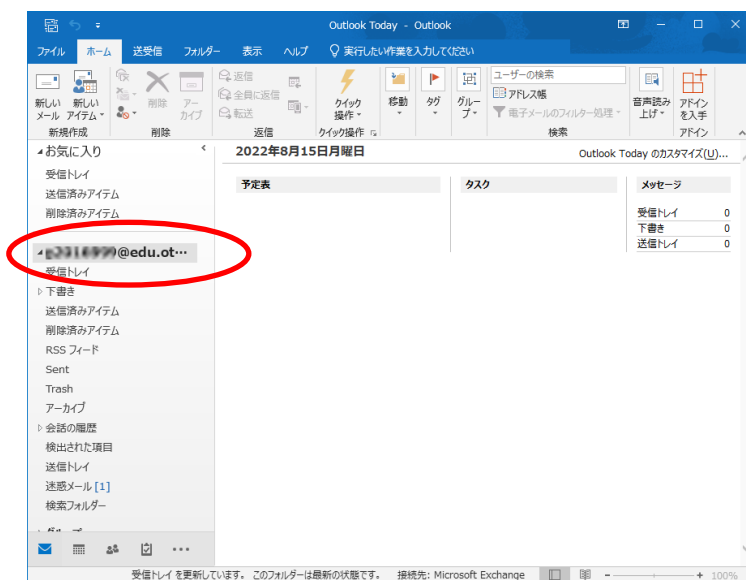 Outlook Today - Outlook
ファイル ホーム 送受信 フォルダー 表示 ヘルプ 実行したい作業を入力してください
新しい メール
新しい アイテム
削除
アーカイブ
新規作成 削除
返信
全員に返信
転送
返信
クイック 操作
クイック操作
移動
タグ
グループ
ユーザーの検索
アドレス帳
電子メールのフィルター処理
検索
音声読み上げ
アドインを入手
アドイン
お気に入り
受信トレイ
送信済みアイテム
削除済みアイテム
@edu.ot…
受信トレイ
下書き
送信済みアイテム
削除済みアイテム
RSS フィード
Sent
Trash
アーカイブ
会話の履歴
検出された項目
送信トレイ
迷惑メール [1]
検索フォルダー
2022年8月15日月曜日
Outlook Today のカスタマイズ(U)...
予定表
タスク
メッセージ
受信トレイ 0
下書き 0
送信トレイ 0
受信トレイ を更新しています。 このフォルダーは最新の状態です。 接続先: Microsoft Exchange 100%